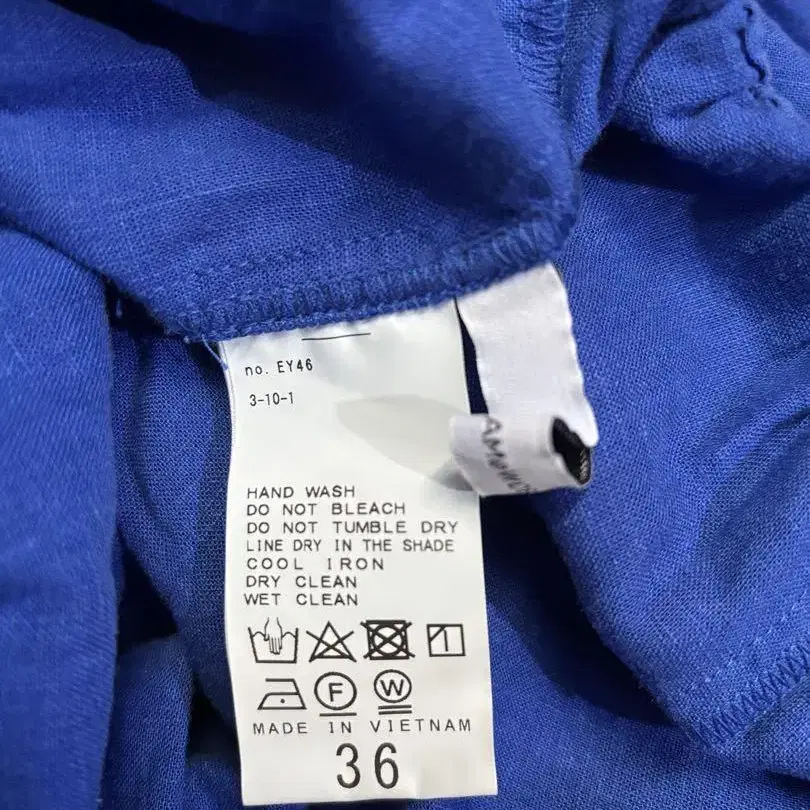 no. EY46
3-10-1
HAND WASH
DO NOT BLEACH
DO NOT TUMBLE DRY
LINE DRY IN THE SHADE
COOL IRON
DRY CLEAN
WET CLEAN
F W
MADE IN VIETNAM
36